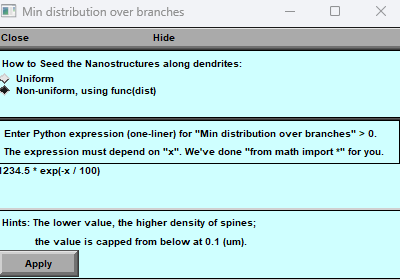 Min distribution over branches
Close Hide
How to Seed the Nanostructures along dendrites:
Uniform
Non-uniform, using func(dist)
Enter Python expression (one-liner) for "Min distribution over branches" > 0.
The expression must depend on "x". We've done "from math import *" for you.
1234.5 * exp(-x / 100)
Hints: The lower value, the higher density of spines;
the value is capped from below at 0.1 (um).
Apply